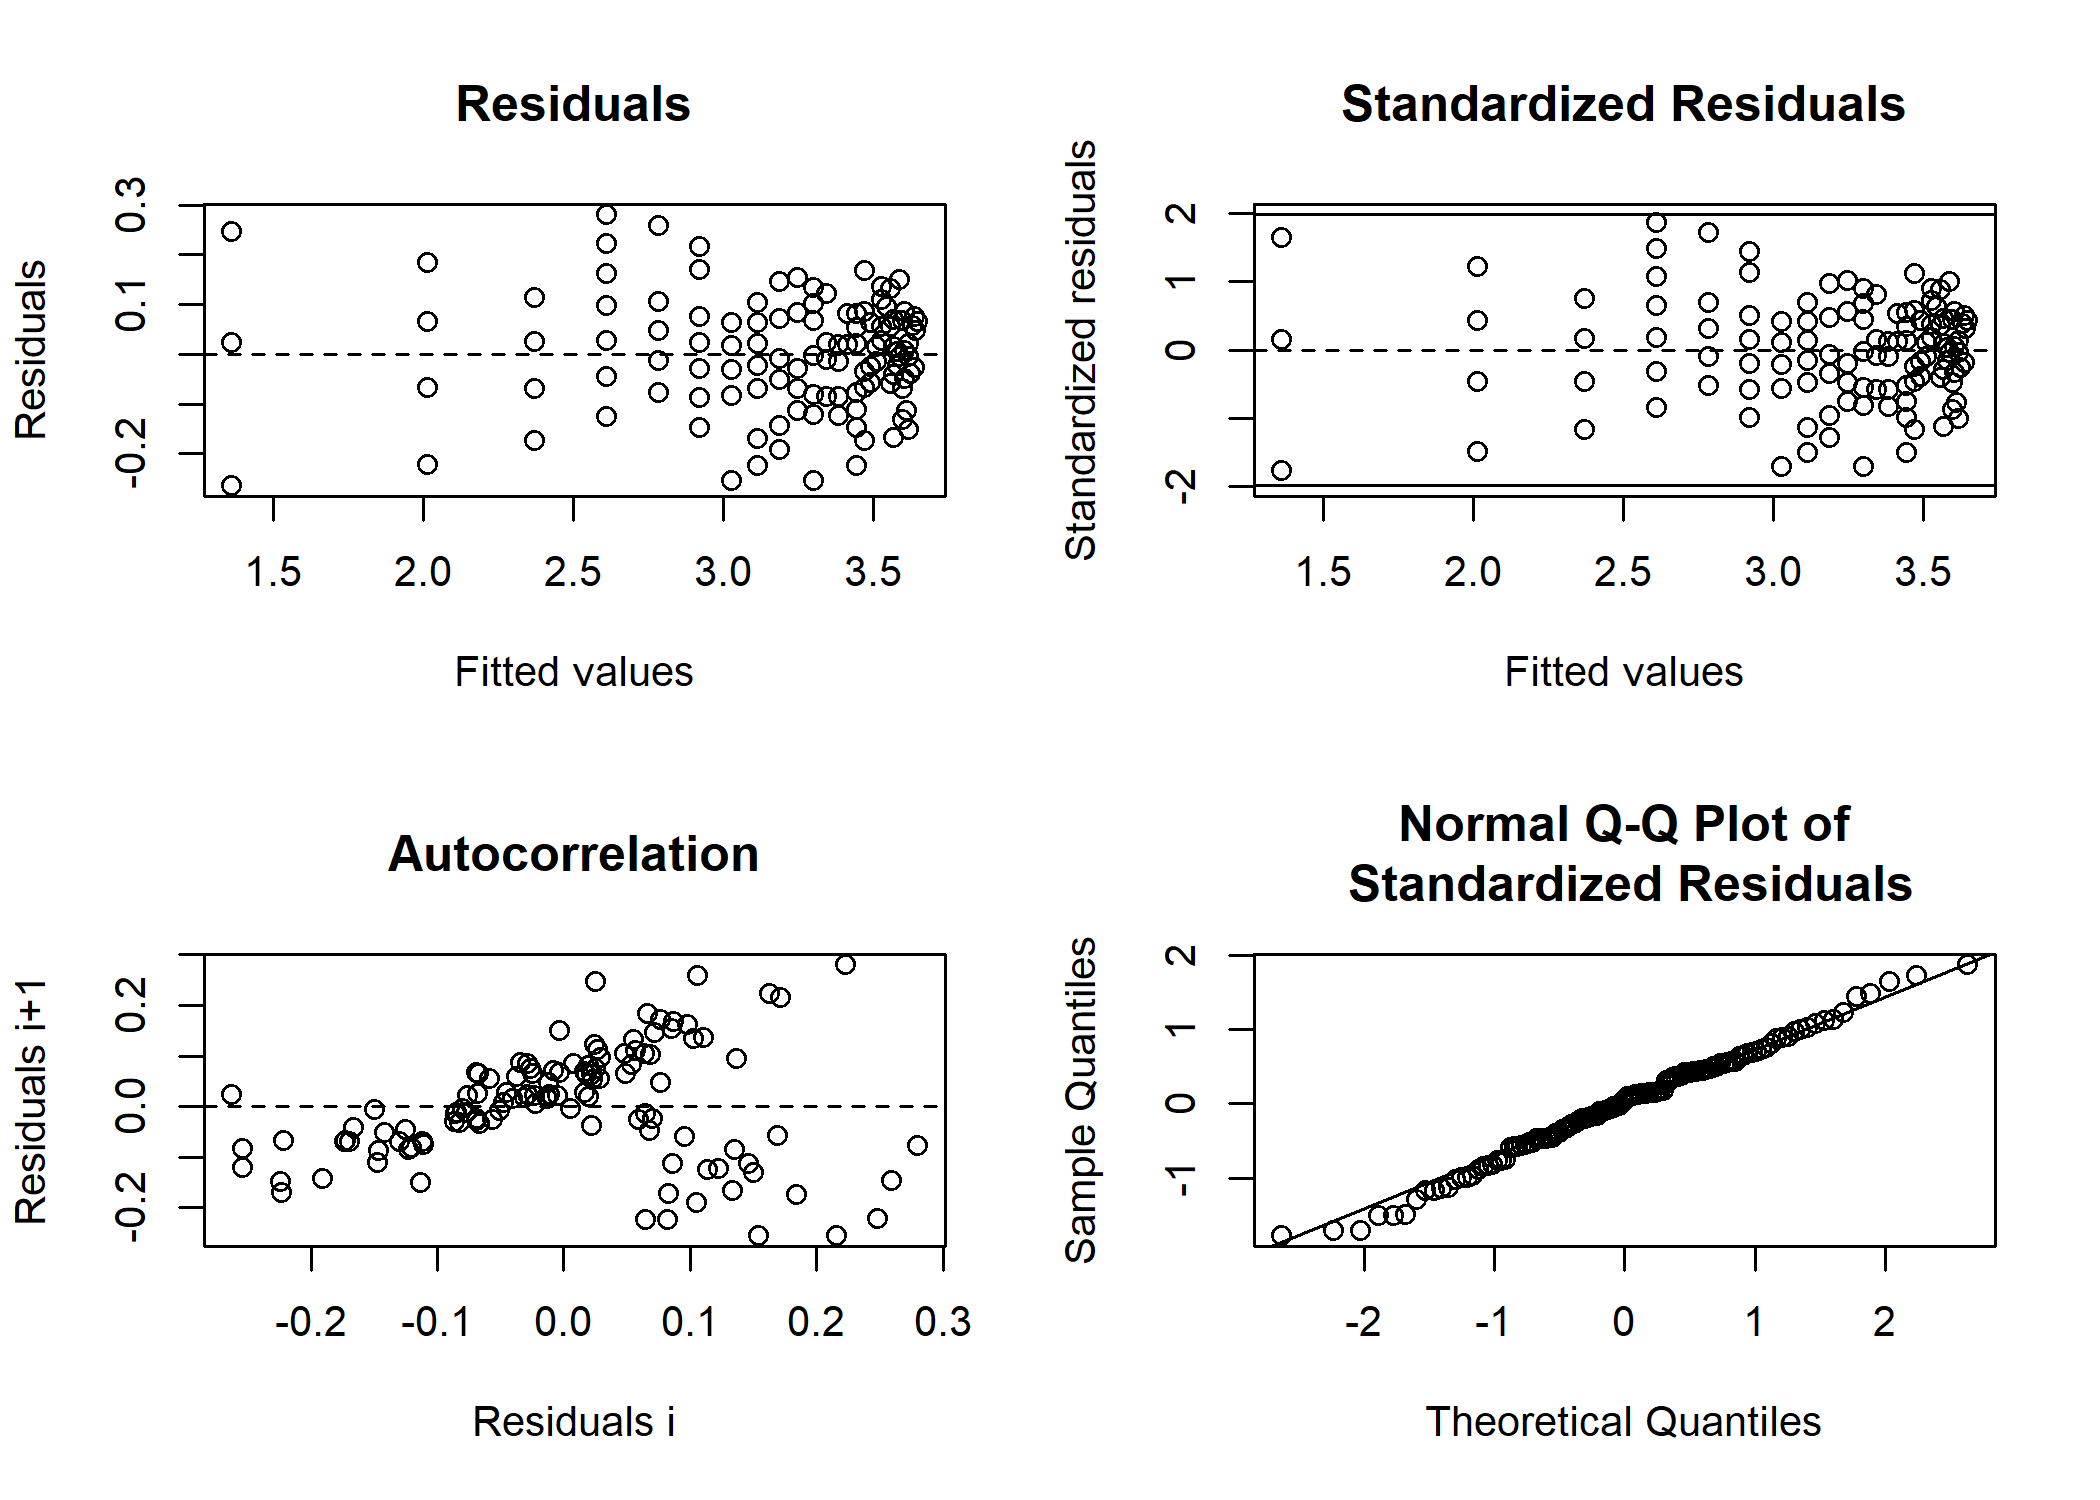 Residuals
Residuals
0.3
0.1
-0.2
1.5 2.0 2.5 3.0 3.5
Fitted values
Standardized Residuals
Standardized residuals
2
1
0
-2
1.5 2.0 2.5 3.0 3.5
Fitted values
Autocorrelation
Residuals i+1
0.2
0.0
-0.2
-0.2 -0.1 0.0 0.1 0.2 0.3
Residuals i
Normal Q-Q Plot of
Standardized Residuals
Sample Quantiles
2
1
0
-1
-2 -1 0 1 2
Theoretical Quantiles